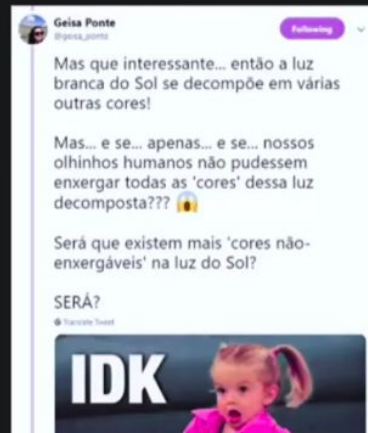 Geisa Ponte
@geisa_ponte
Following
Mas que interessante... então a luz
branca do Sol se decompõe em várias
outras cores!
Mas... e se... apenas... e se... nossos
olhinhos humanos não pudessem
enxergar todas as 'cores' dessa luz
decomposta??? 😱
Será que existem mais 'cores não-
enxergáveis' na luz do Sol?
SERÁ?
Translate Tweet
IDK